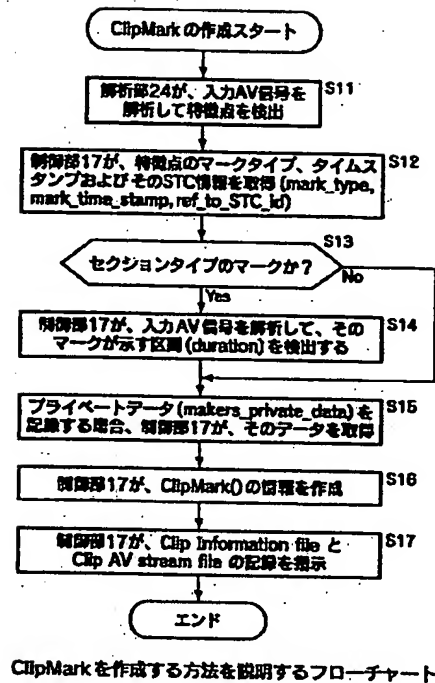 ClipMark の作成スタート
解析部24が、入力AV信号を
解析して特徴点を検出
S11
制御部17が、特徴点のマークタイプ、タイムス
タンプおよびそのSTC情報を取得 (mark_type,
mark_time_stamp, ref_to_STC_id)
S12
S13
セクションタイプのマークか？
No
Yes
制御部17が、入力AV信号を解析して、その
マークが示す区間 (duration) を検出する
S14
プライベートデータ (makers_private_data) を
記録する場合、制御部17が、そのデータを取得
S15
制御部17が、ClipMark()の情報を作成
S16
制御部17が、Clip Information file と
Clip AV stream file の記録を指示
S17
エンド
ClipMark を作成する方法を説明するフローチャート